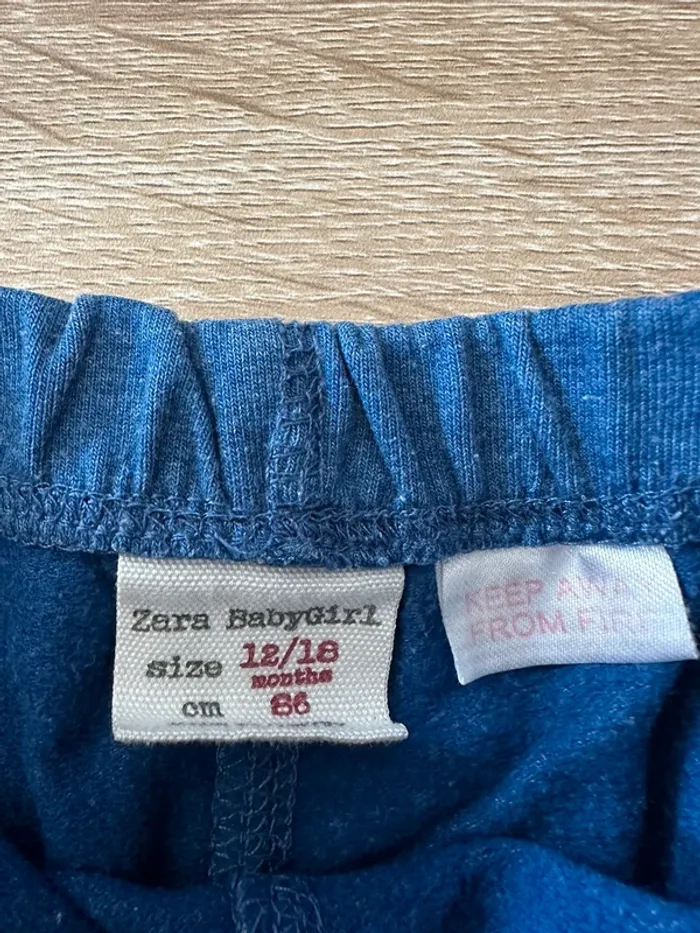 Zara BabyGirl
size 12/18
months
cm 86
KEEP AWAY
FROM FIRE